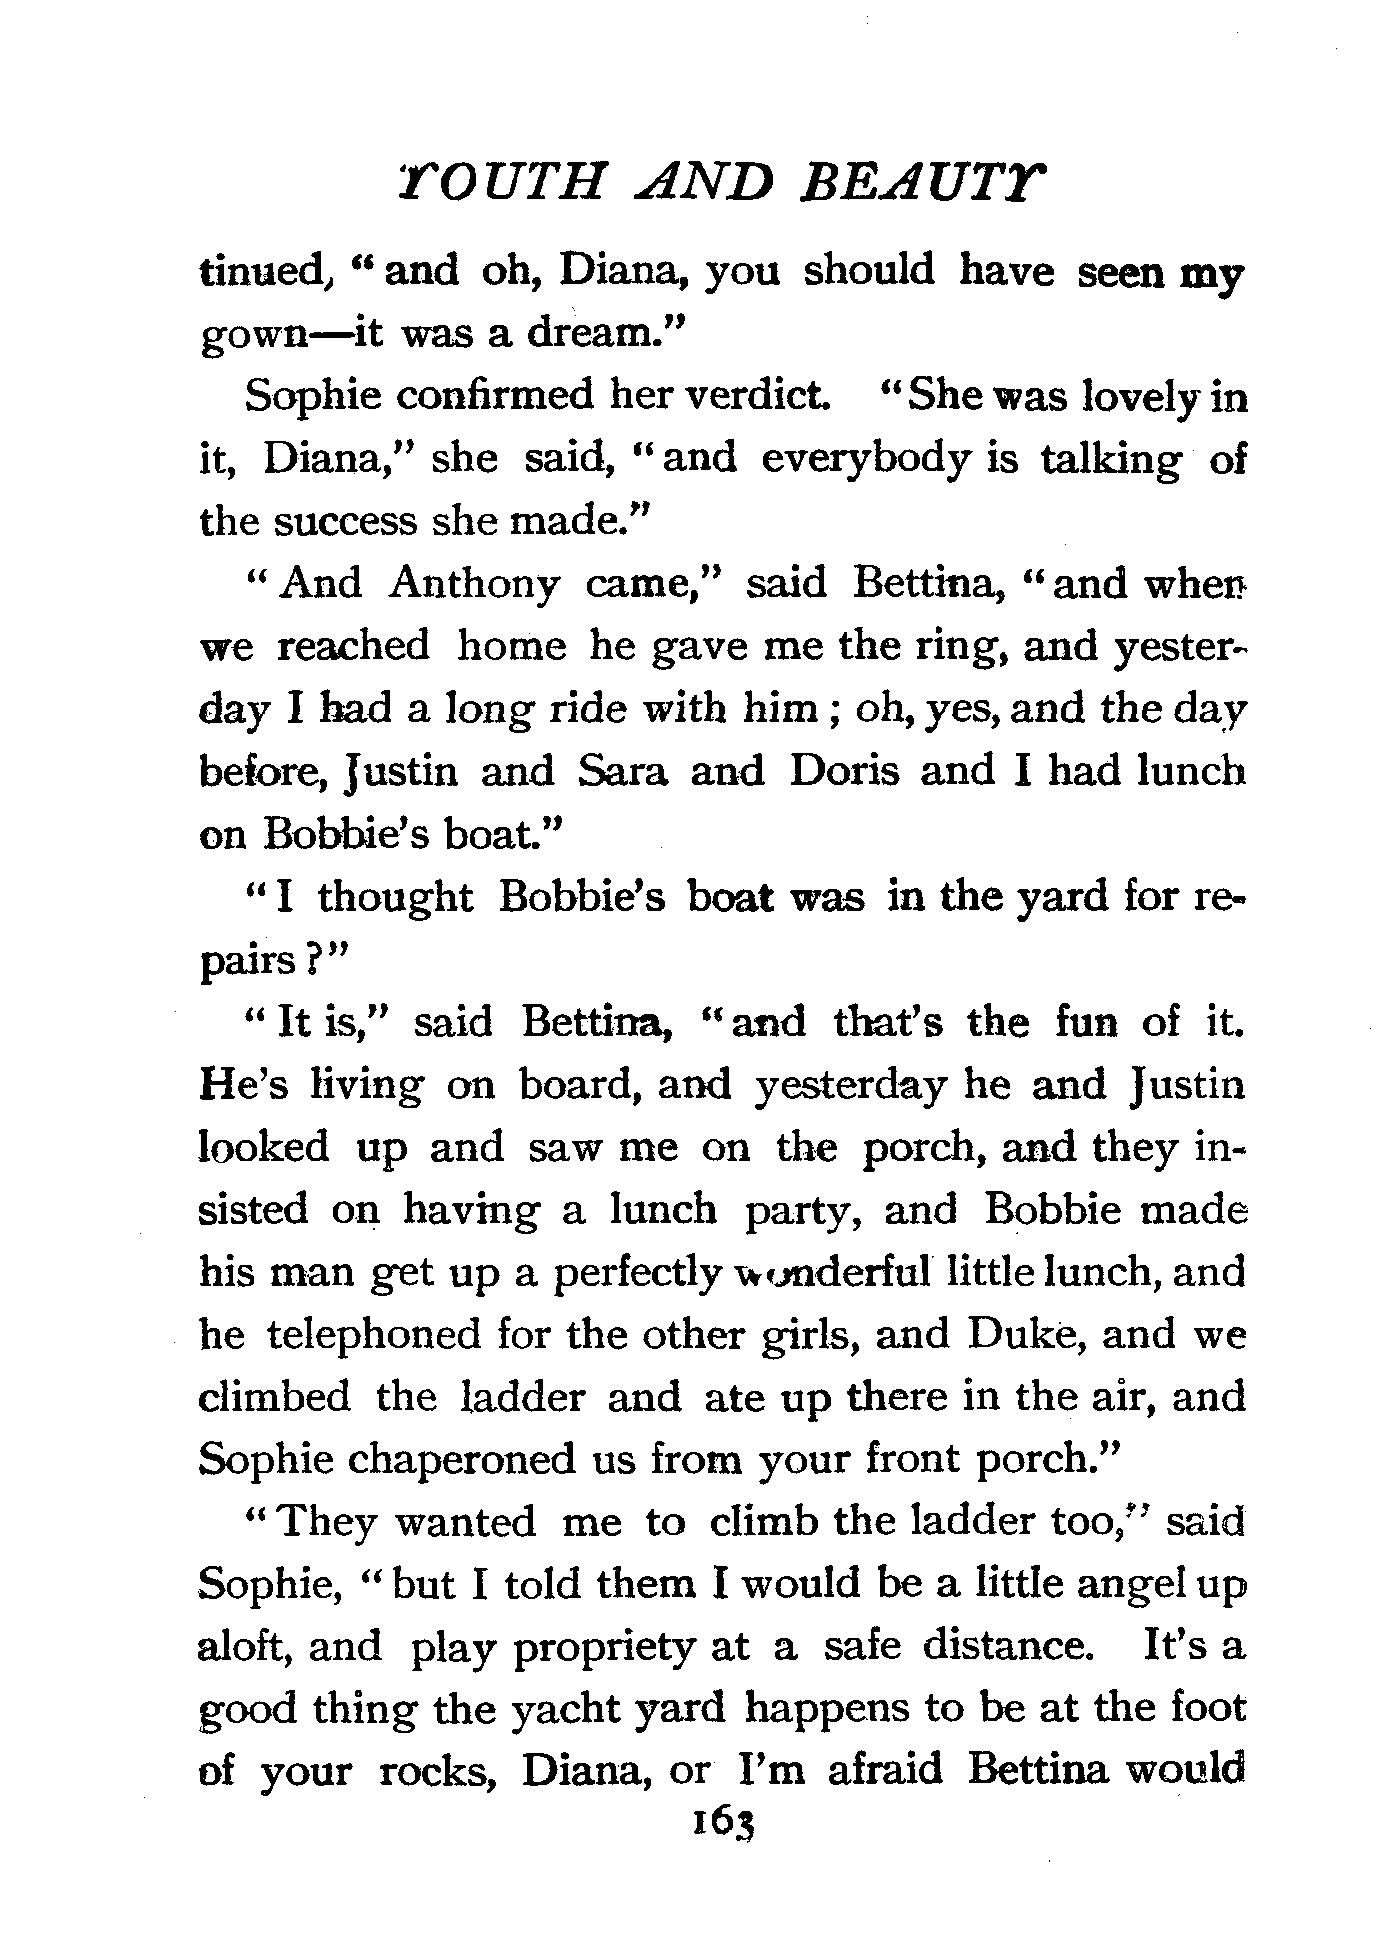 YOUTH AND BEAUTY
tinued, “ and oh, Diana, you should have seen my
gown—it was a dream.”
Sophie confirmed her verdict. “ She was lovely in
it, Diana,” she said, “ and everybody is talking of
the success she made.”
“ And Anthony came,” said Bettina, “ and when
we reached home he gave me the ring, and yester-
day I had a long ride with him ; oh, yes, and the day
before, Justin and Sara and Doris and I had lunch
on Bobbie’s boat.”
“ I thought Bobbie’s boat was in the yard for re-
pairs ?”
“ It is,” said Bettina, “ and that’s the fun of it.
He’s living on board, and yesterday he and Justin
looked up and saw me on the porch, and they in-
sisted on having a lunch party, and Bobbie made
his man get up a perfectly wonderful little lunch, and
he telephoned for the other girls, and Duke, and we
climbed the ladder and ate up there in the air, and
Sophie chaperoned us from your front porch.”
“ They wanted me to climb the ladder too,” said
Sophie, “ but I told them I would be a little angel up
aloft, and play propriety at a safe distance. It’s a
good thing the yacht yard happens to be at the foot
of your rocks, Diana, or I’m afraid Bettina would
163